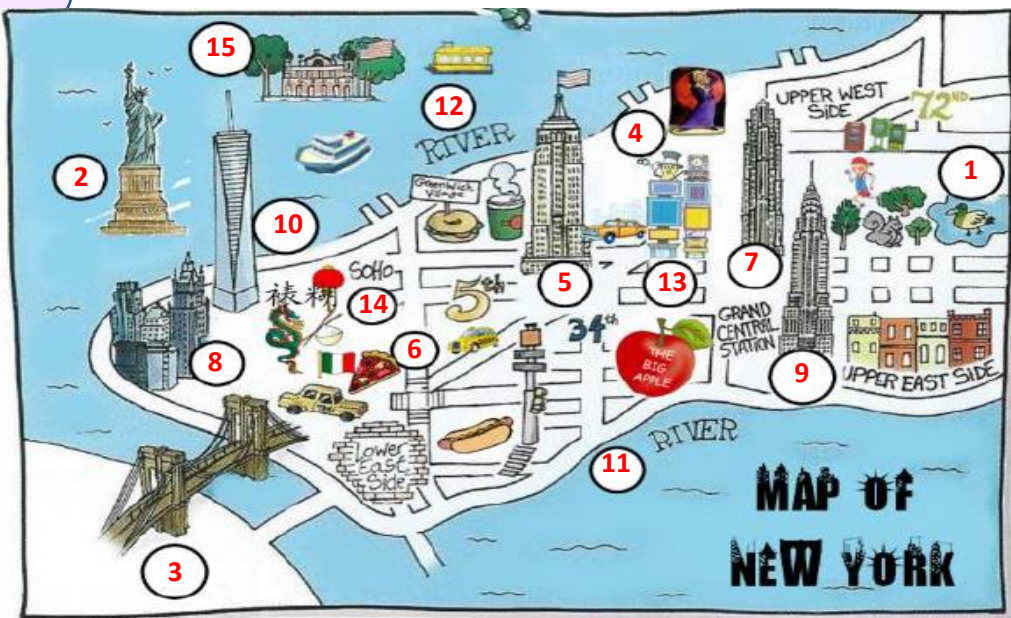 15
12
RIVER
4
UPPER WEST
SIDE
72ND
2
1
Greenwich
Village
10
SOHO
7
5
13
14
5th
裱糊
34th
GRAND
CENTRAL
STATION
THE
BIG
APPLE
8
6
9
UPPER EAST SIDE
Lower
East
Side
RIVER
11
MAP OF
NEW YORK
3